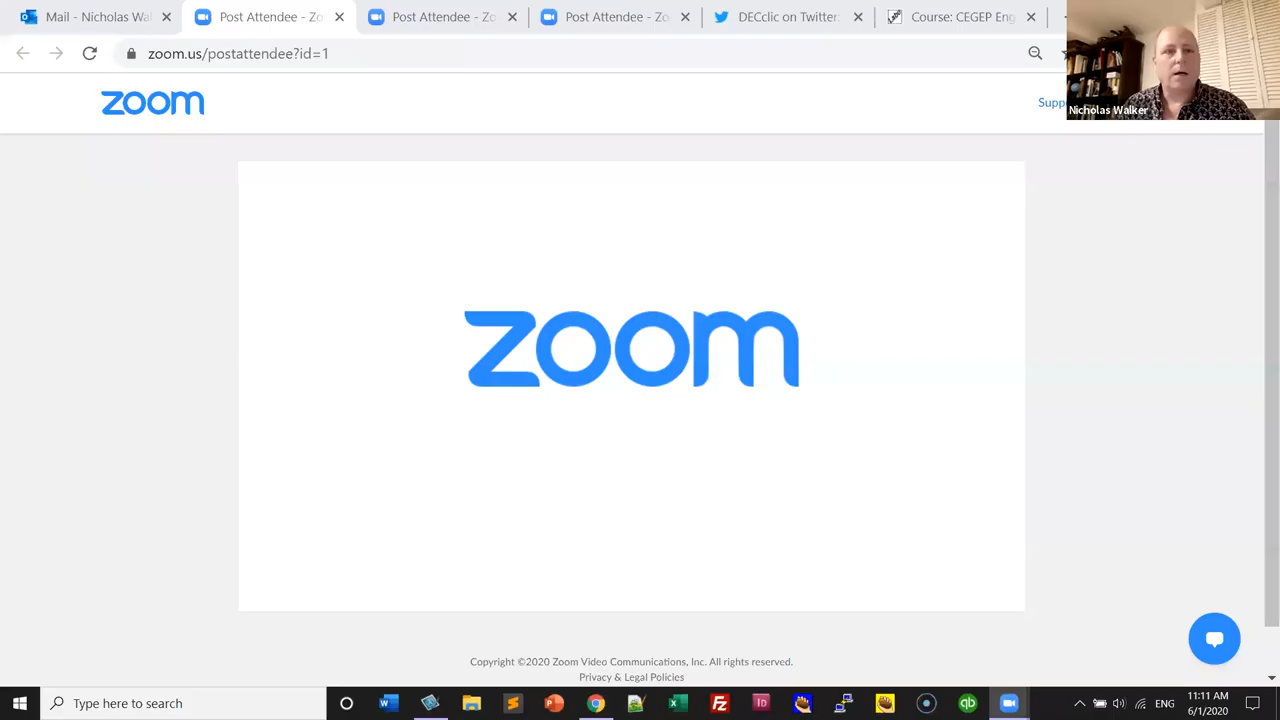 Mail - Nicholas Wal
Post Attendee - Zo
Post Attendee - Zo
Post Attendee - Zo
DECclic on Twitter:
Course: CEGEP Eng
zoom.us/postattendee?id=1
zoom
Supp
Nicholas Walker
zoom
Copyright ©2020 Zoom Video Communications, Inc. All rights reserved.
Privacy & Legal Policies
Type here to search
ENG
11:11 AM
6/1/2020